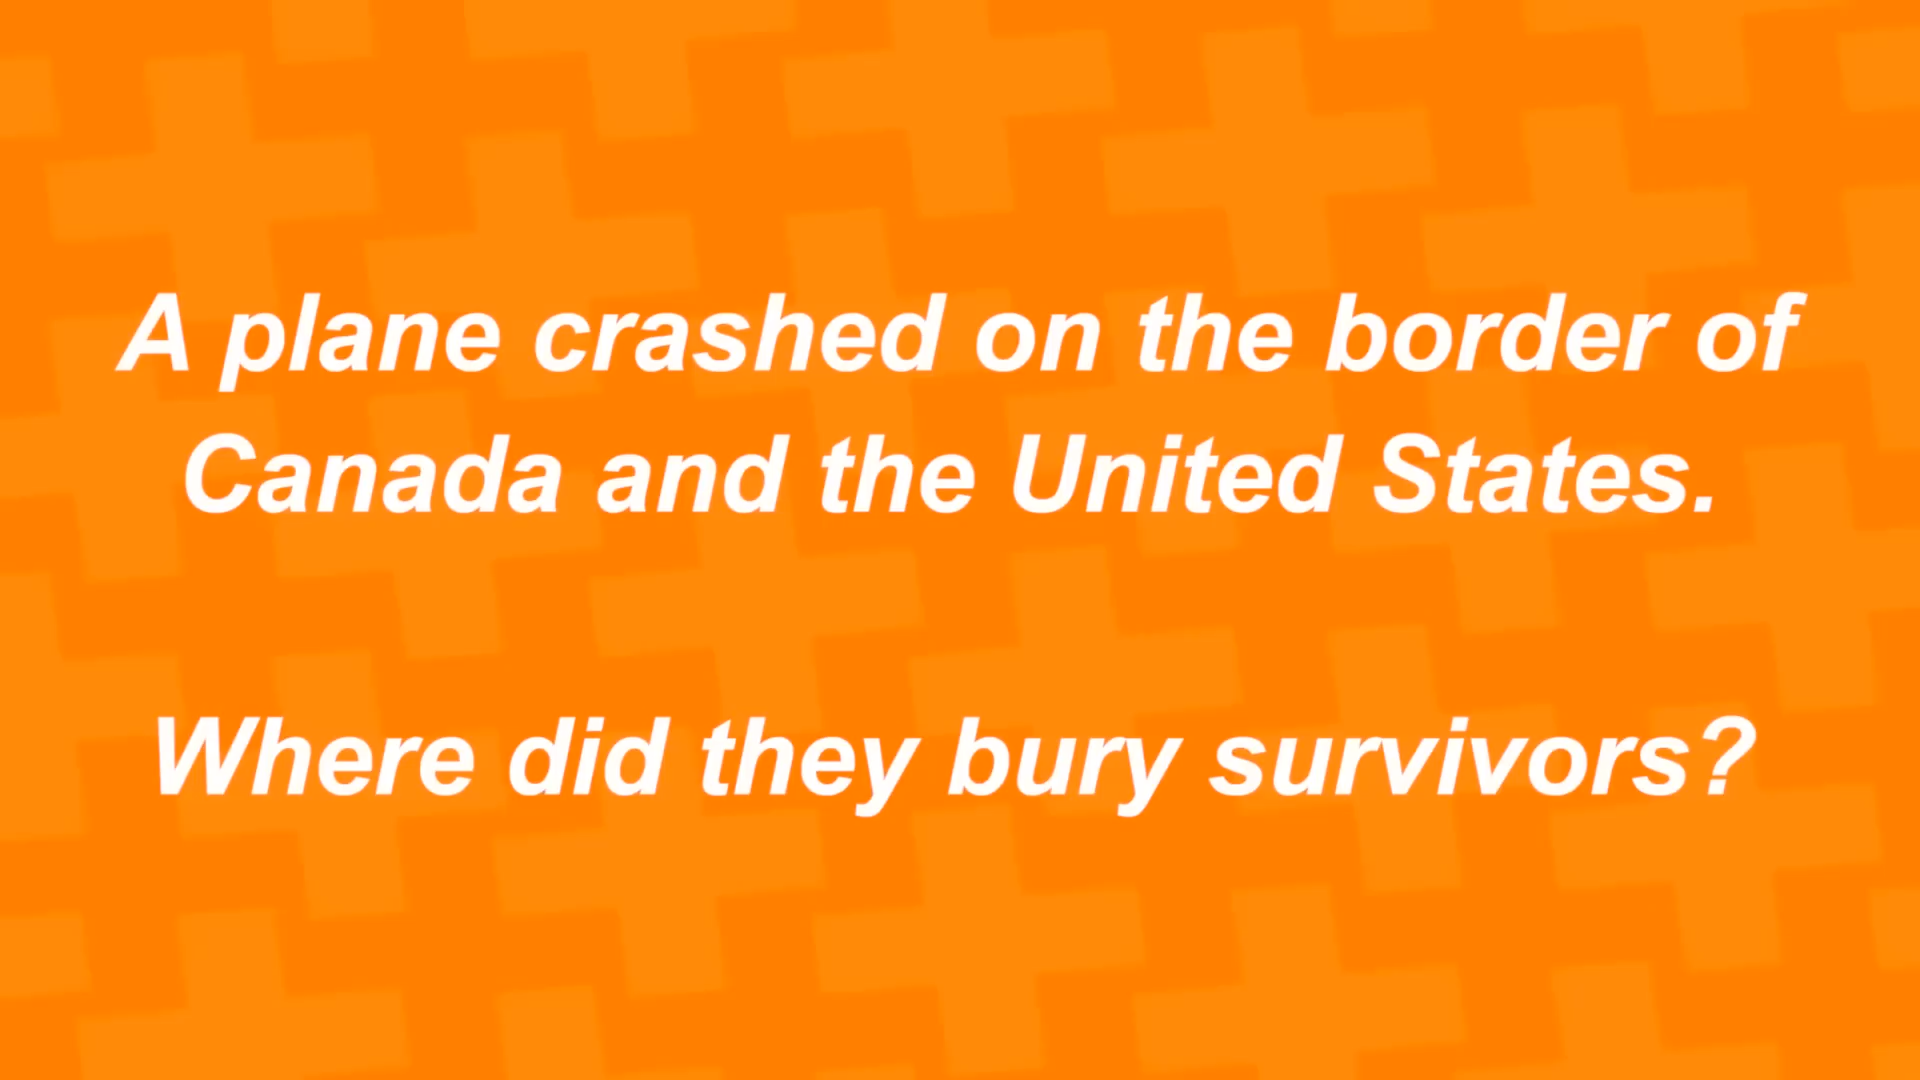 A plane crashed on the border of
Canada and the United States.
Where did they bury survivors?